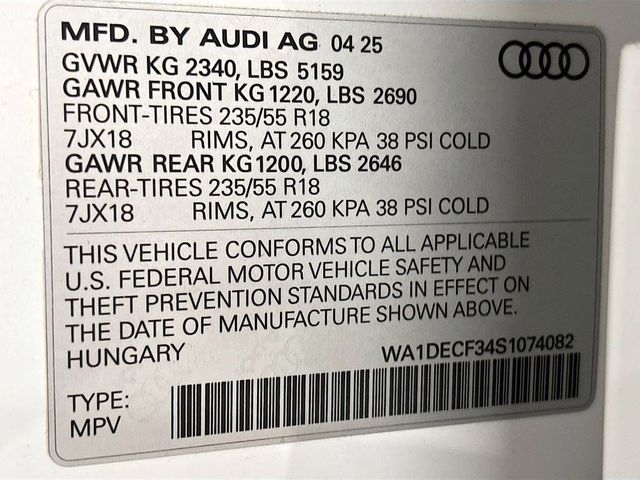 MFD. BY AUDI AG 04 25
GVWR KG 2340, LBS 5159
GAWR FRONT KG 1220, LBS 2690
FRONT-TIRES 235/55 R18
7JX18 RIMS, AT 260 KPA 38 PSI COLD
GAWR REAR KG 1200, LBS 2646
REAR-TIRES 235/55 R18
7JX18 RIMS, AT 260 KPA 38 PSI COLD
THIS VEHICLE CONFORMS TO ALL APPLICABLE
U.S. FEDERAL MOTOR VEHICLE SAFETY AND
THEFT PREVENTION STANDARDS IN EFFECT ON
THE DATE OF MANUFACTURE SHOWN ABOVE.
HUNGARY WA1DECF34S1074082
TYPE:
MPV